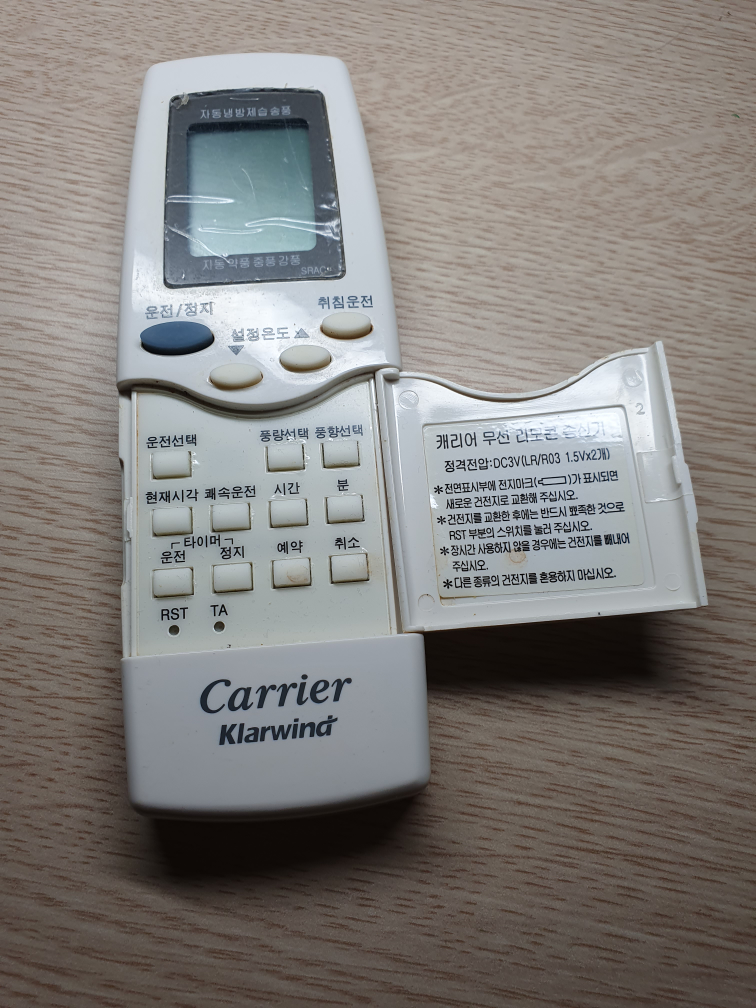 자동냉방제습송풍
자동약풍중풍강풍
운전/정지
취침운전
설정온도
운전선택
풍량선택
풍향선택
현재시각
쾌속운전
시간
분
타이머
운전
정지
예약
취소
RST
TA
Carrier
Klarwind
2
캐리어 무선 리모콘 송신기
정격전압:DC3V(LR/R03 1.5Vx2개)
*전면표시부에 전지마크( )가 표시되면
새로운 건전지로 교환해 주십시오.
*건전지를 교환한 후에는 반드시 뾰족한 것으로
RST 부분의 스위치를 눌러 주십시오.
*장시간 사용하지 않을 경우에는 건전지를 빼내어
주십시오.
*다른 종류의 건전지를 혼용하지 마십시오.